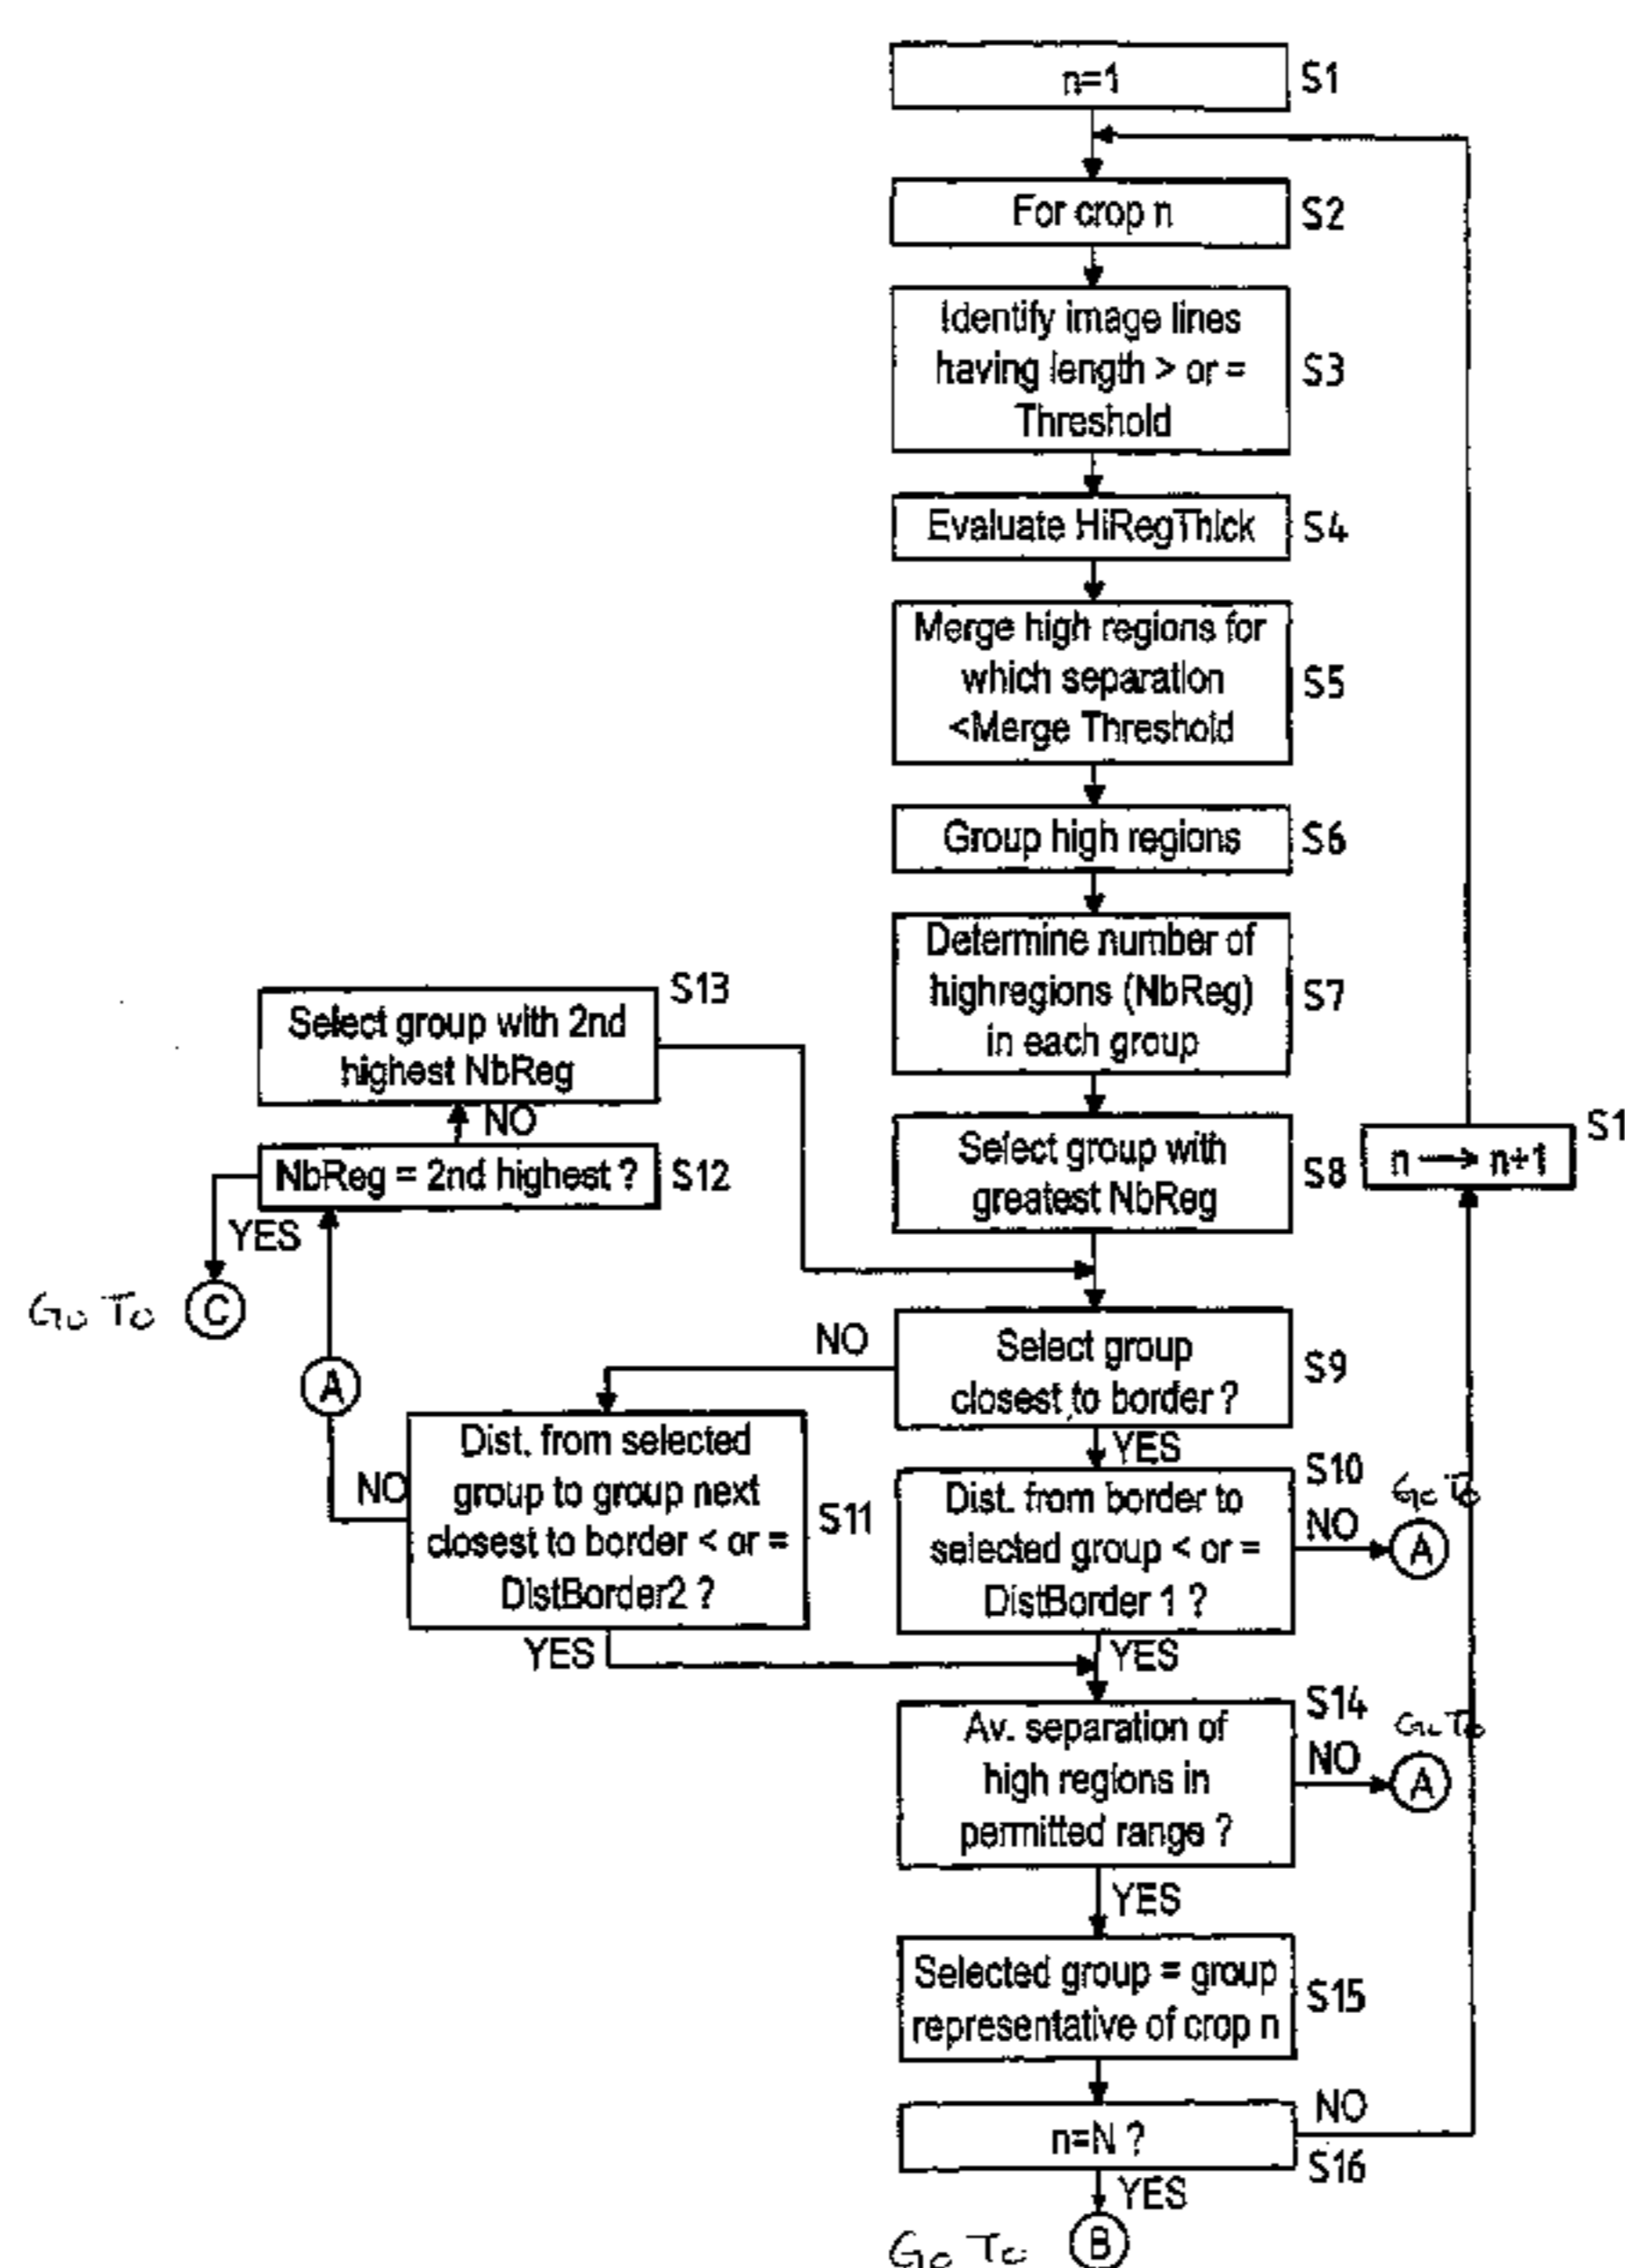 n=1
S1
For crop n
S2
Identify image lines
having length > or =
Threshold
S3
Evaluate HiRegThick
S4
Merge high regions for
which separation
<Merge Threshold
S5
Group high regions
S6
Determine number of
highregions (NbReg)
in each group
S7
Select group with
greatest NbReg
S8
S13
Select group with 2nd
highest NbReg
NO
NbReg = 2nd highest ?
S12
YES
Go To
C
A
n → n+1
S1
Select group
closest to border ?
S9
NO
YES
Dist. from selected
group to group next
closest to border < or =
DistBorder2 ?
S11
NO
YES
Dist. from border to
selected group < or =
DistBorder 1 ?
S10
Go To
NO
A
YES
Av. separation of
high regions in
permitted range ?
S14
Go To
NO
A
YES
Selected group = group
representative of crop n
S15
n=N ?
NO
S16
YES
Go To
B